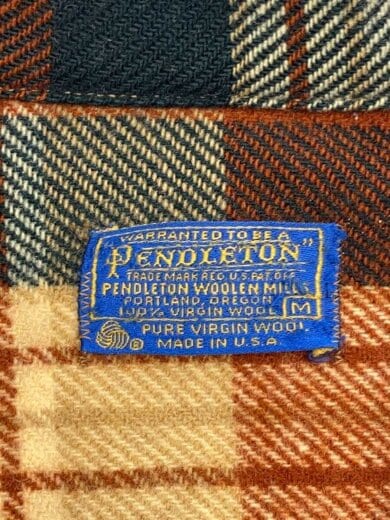 WARRANTED TO BE A
"PENDLETON"
TRADE MARK REG. U.S. PAT. OFF.
PENDLETON WOOLEN MILLS
PORTLAND, OREGON
100% VIRGIN WOOL M
® PURE VIRGIN WOOL
MADE IN U.S.A.